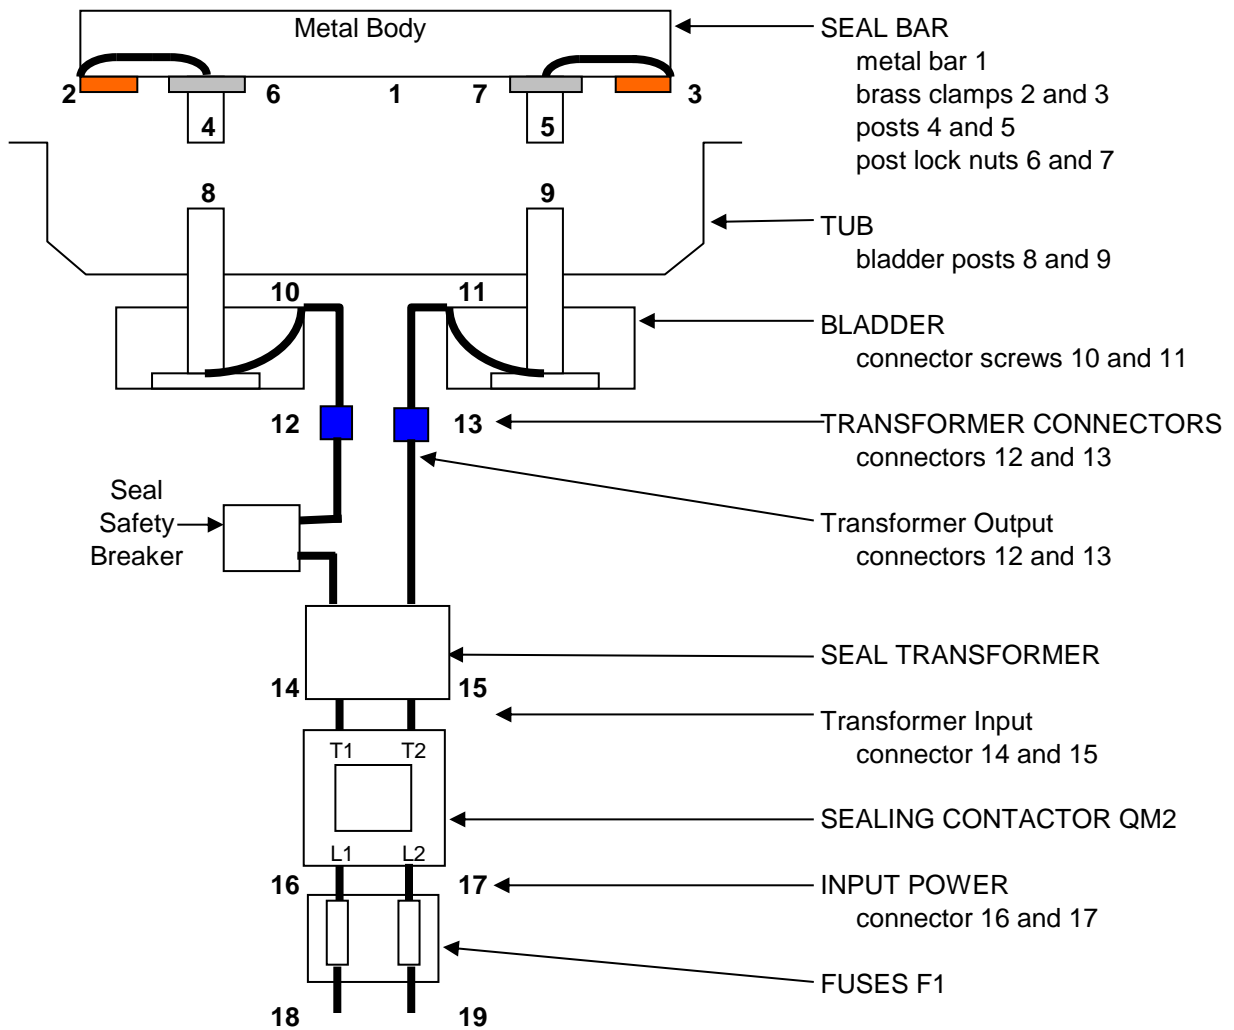 Metal Body
SEAL BAR
metal bar 1
brass clamps 2 and 3
posts 4 and 5
post lock nuts 6 and 7
2
6
1
7
3
4
5
8
9
TUB
bladder posts 8 and 9
10
11
BLADDER
connector screws 10 and 11
12
13
TRANSFORMER CONNECTORS
connectors 12 and 13
Seal
Safety
Breaker
Transformer Output
connectors 12 and 13
SEAL TRANSFORMER
14
15
Transformer Input
connector 14 and 15
T1
T2
SEALING CONTACTOR QM2
L1
L2
16
17
INPUT POWER
connector 16 and 17
FUSES F1
18
19